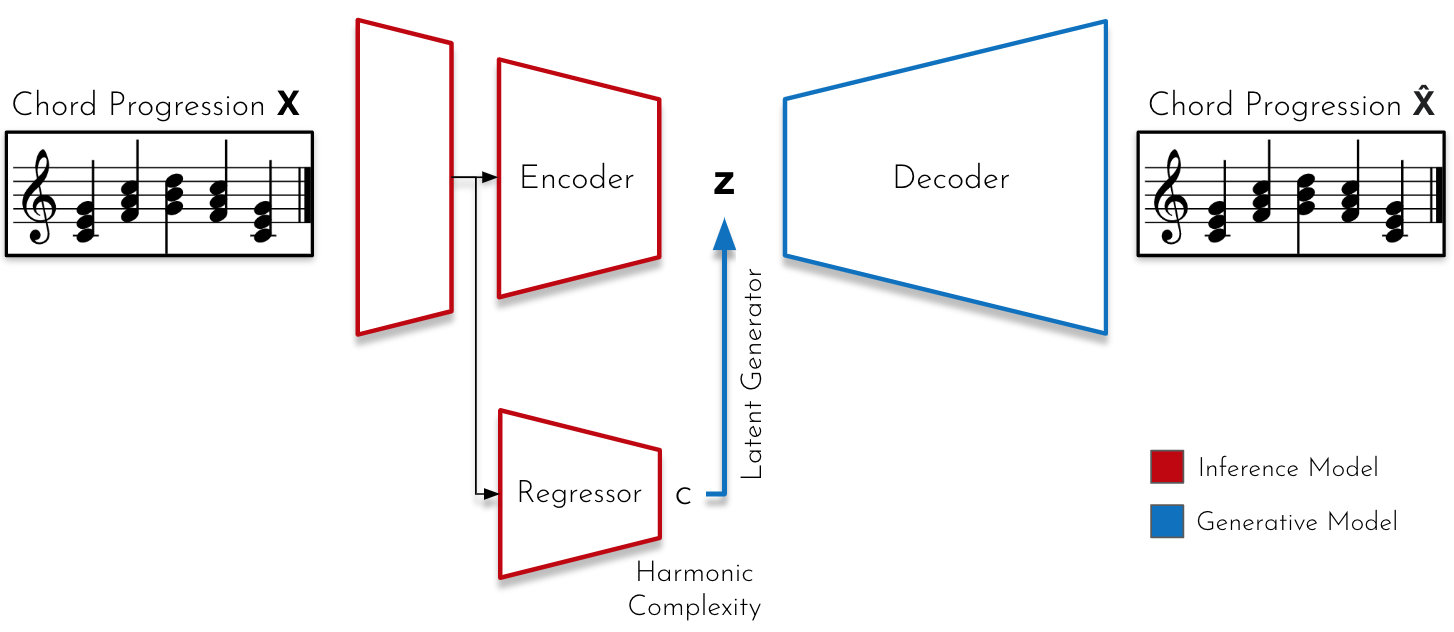 Chord Progression X
Encoder
z
Decoder
Chord Progression X̂
Latent Generator
Regressor
c
Harmonic
Complexity
Inference Model
Generative Model